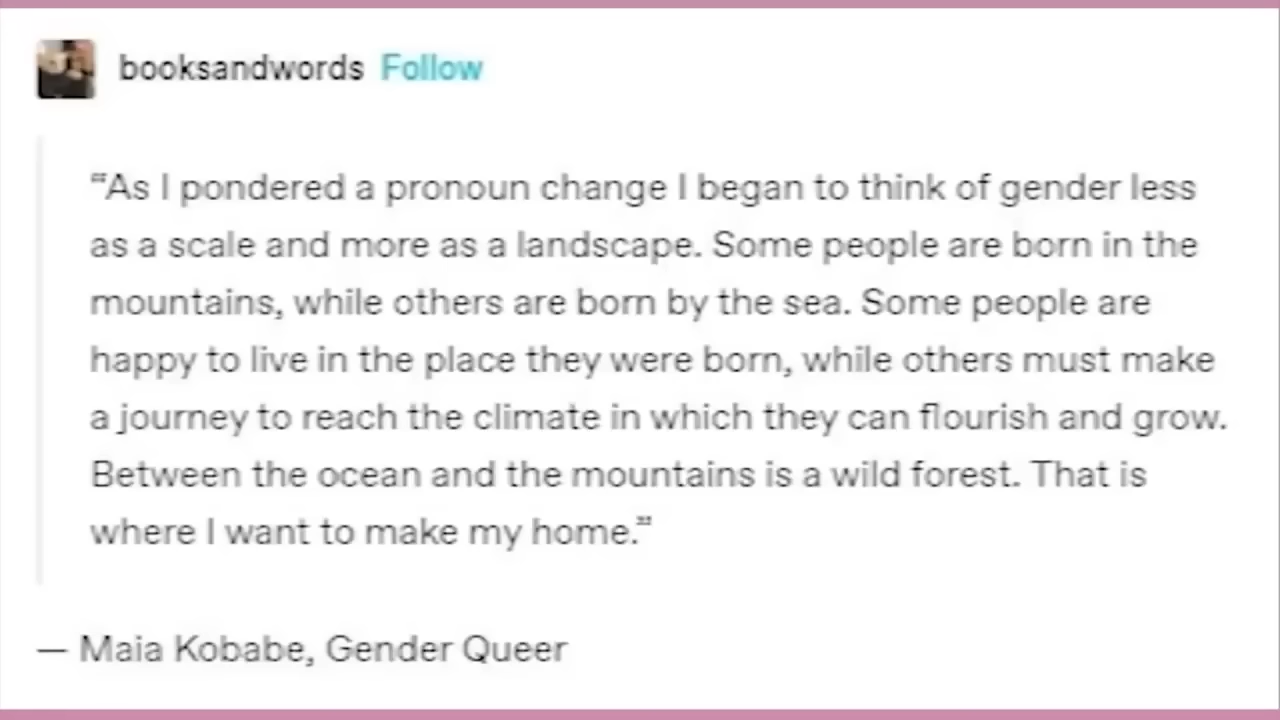 booksandwords Follow
“As I pondered a pronoun change I began to think of gender less
as a scale and more as a landscape. Some people are born in the
mountains, while others are born by the sea. Some people are
happy to live in the place they were born, while others must make
a journey to reach the climate in which they can flourish and grow.
Between the ocean and the mountains is a wild forest. That is
where I want to make my home.”
— Maia Kobabe, Gender Queer